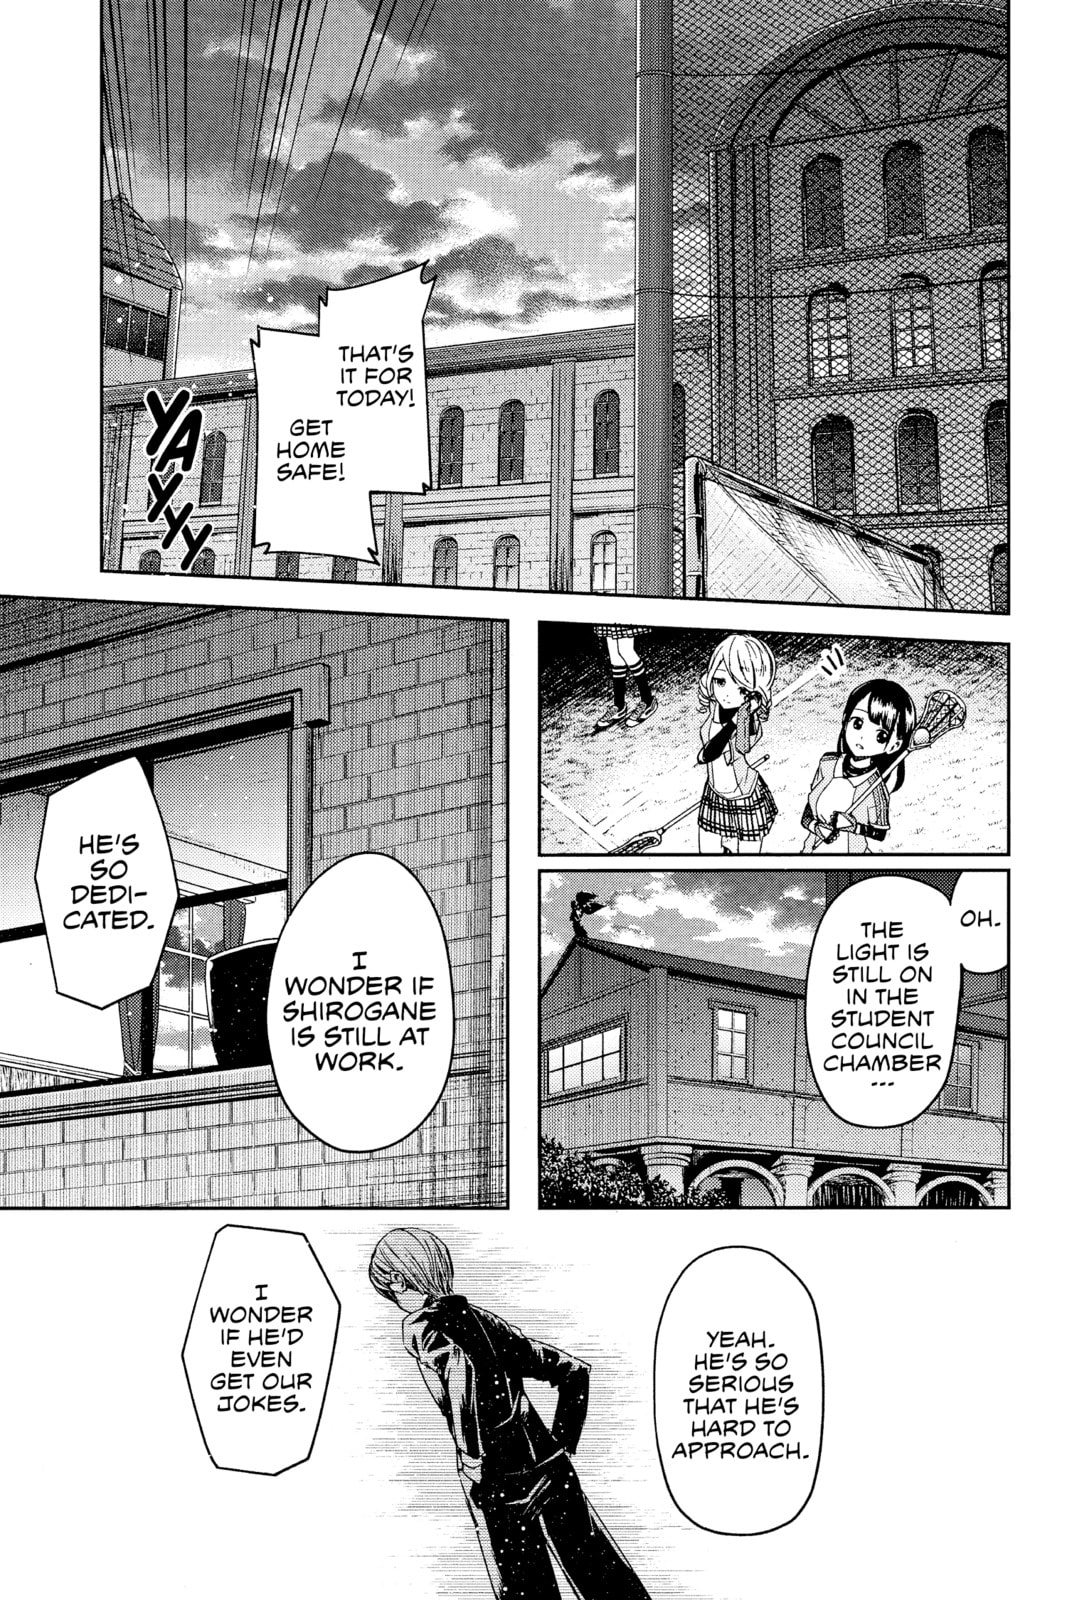 THAT'S
IT FOR
TODAY!
GET
HOME
SAFE!
YAYYY
OH.
THE
LIGHT IS
STILL ON
IN THE
STUDENT
COUNCIL
CHAMBER
...
I
WONDER IF
SHIROGANE
IS STILL AT
WORK.
HE'S
SO
DEDI-
CATED.
YEAH.
HE'S SO
SERIOUS
THAT HE'S
HARD TO
APPROACH.
I
WONDER
IF HE'D
EVEN
GET OUR
JOKES.